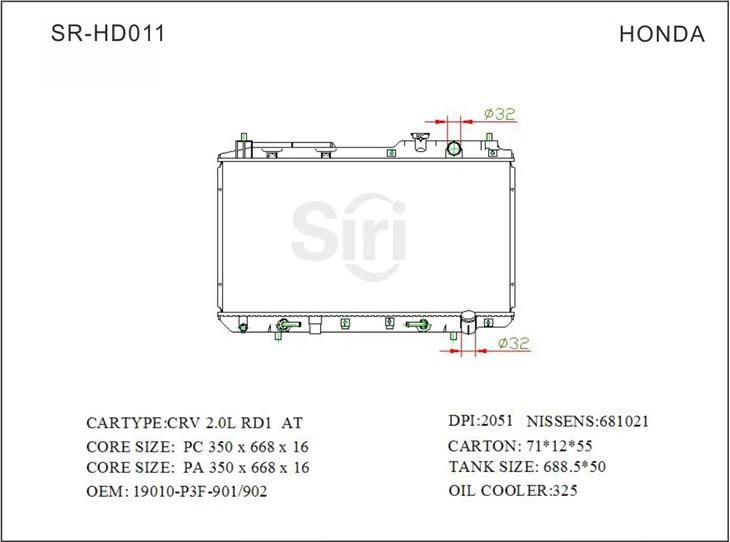 SR-HD011
HONDA
Ø32
Siri
Ø32
CARTYPE:CRV 2.0L RD1 AT
CORE SIZE: PC 350 x 668 x 16
CORE SIZE: PA 350 x 668 x 16
OEM: 19010-P3F-901/902
DPI:2051 NISSENS:681021
CARTON: 71*12*55
TANK SIZE: 688.5*50
OIL COOLER:325